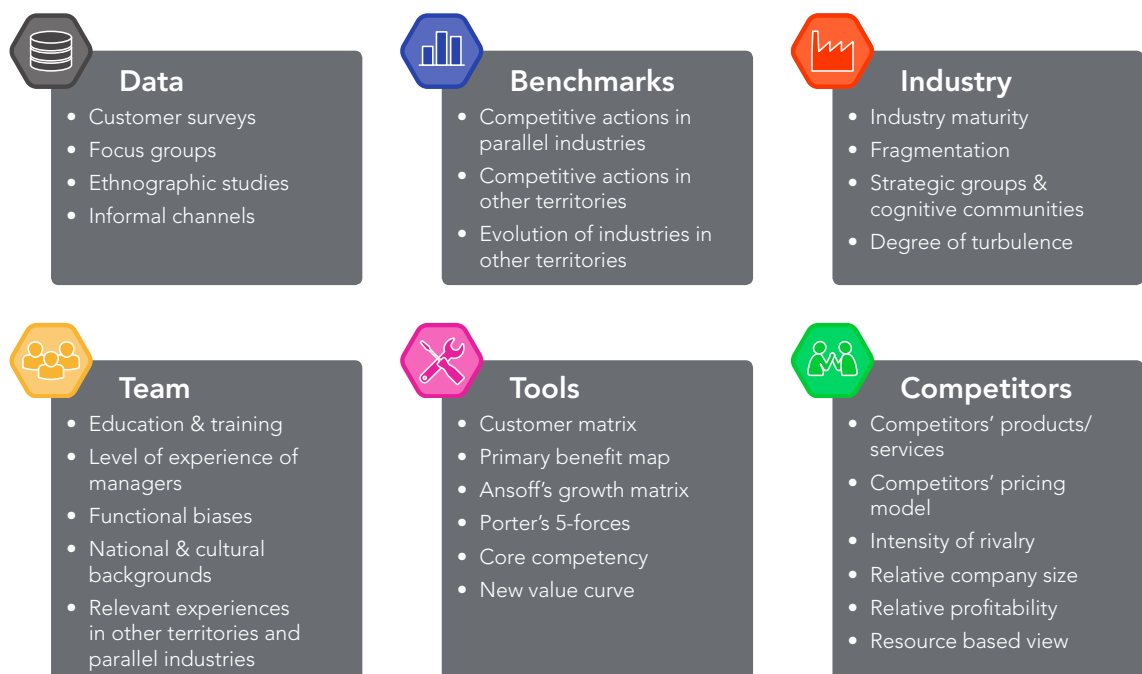 Data
• Customer surveys
• Focus groups
• Ethnographic studies
• Informal channels
Benchmarks
• Competitive actions in
parallel industries
• Competitive actions in
other territories
• Evolution of industries in
other territories
Industry
• Industry maturity
• Fragmentation
• Strategic groups &
cognitive communities
• Degree of turbulence
Team
• Education & training
• Level of experience of
managers
• Functional biases
• National & cultural
backgrounds
• Relevant experiences
in other territories and
parallel industries
Tools
• Customer matrix
• Primary benefit map
• Ansoff’s growth matrix
• Porter’s 5-forces
• Core competency
• New value curve
Competitors
• Competitors’ products/
services
• Competitors’ pricing
model
• Intensity of rivalry
• Relative company size
• Relative profitability
• Resource based view